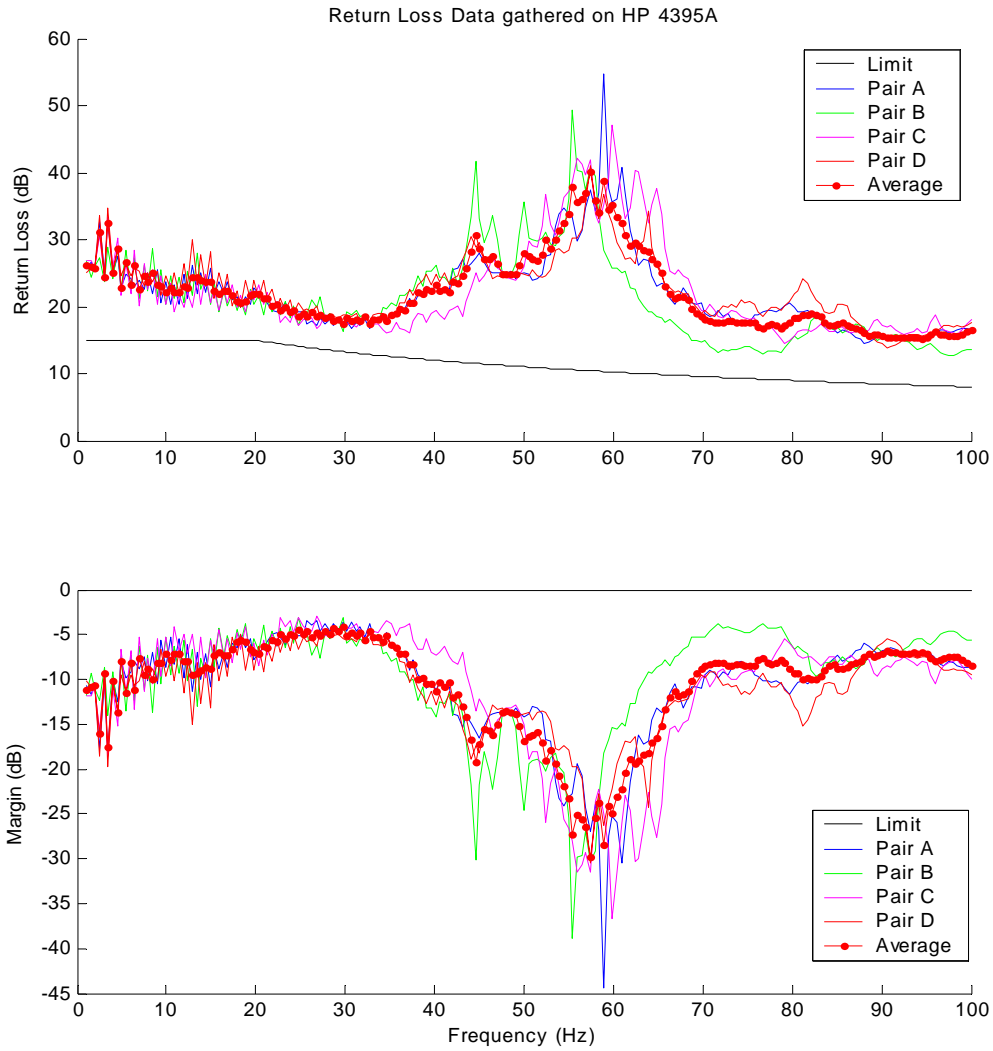 Return Loss Data gathered on HP 4395A
60
50
40
30
20
10
0
Return Loss (dB)
Limit
Pair A
Pair B
Pair C
Pair D
Average
0 10 20 30 40 50 60 70 80 90 100
0
-5
-10
-15
-20
-25
-30
-35
-40
-45
Margin (dB)
Limit
Pair A
Pair B
Pair C
Pair D
Average
0 10 20 30 40 50 60 70 80 90 100
Frequency (Hz)